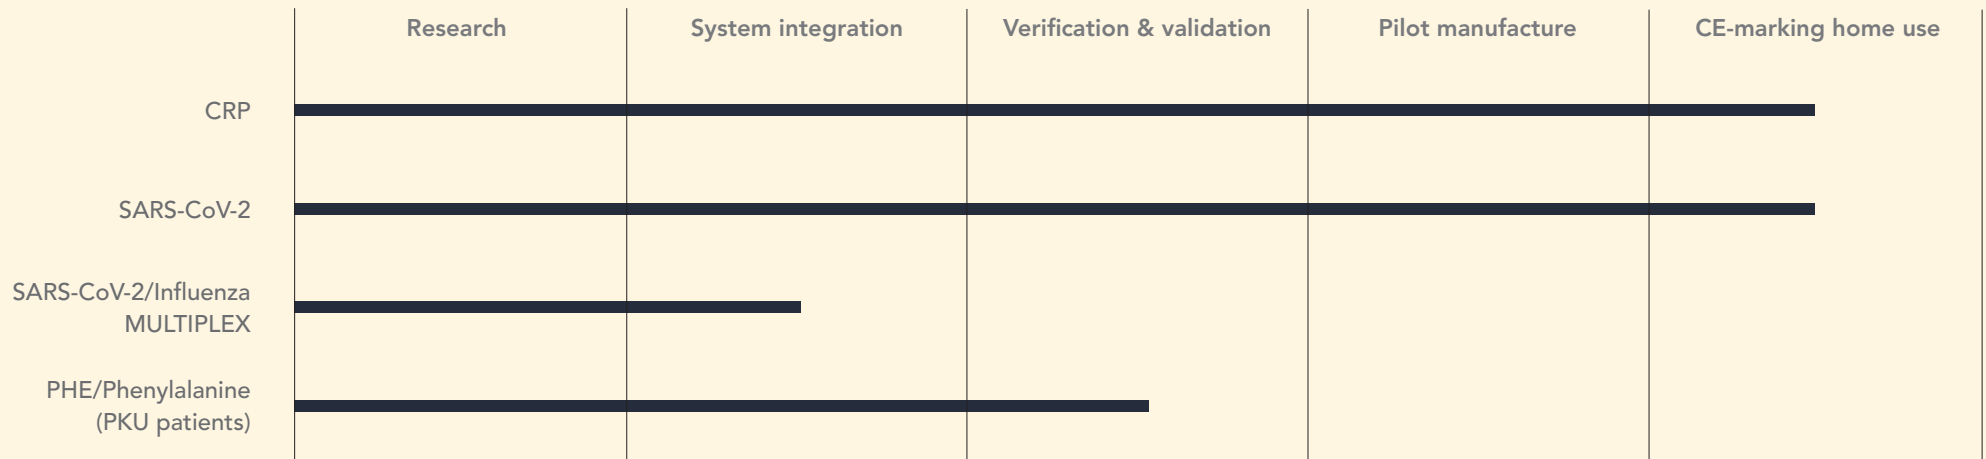 Research
System integration
Verification & validation
Pilot manufacture
CE-marking home use
CRP
SARS-CoV-2
SARS-CoV-2/Influenza
MULTIPLEX
PHE/Phenylalanine
(PKU patients)